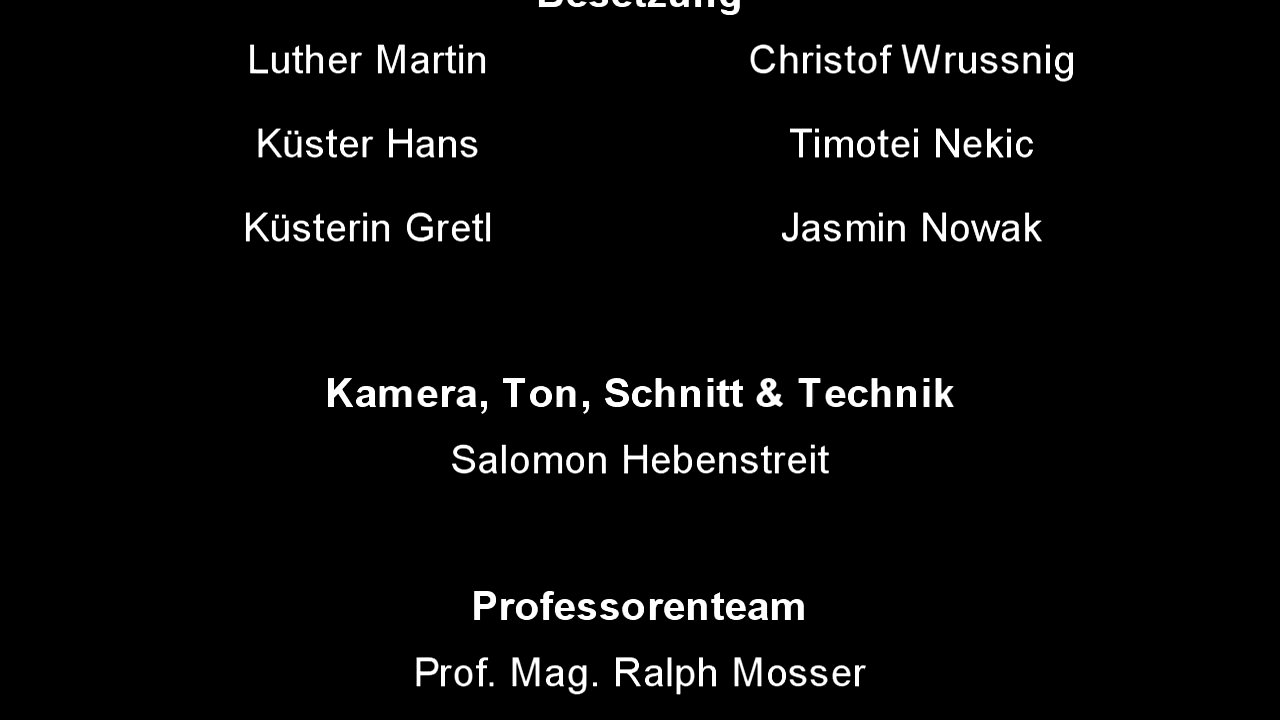 Besetzung
Luther Martin Christof Wrussnig
Küster Hans Timotei Nekic
Küsterin Gretl Jasmin Nowak
Kamera, Ton, Schnitt & Technik
Salomon Hebenstreit
Professorenteam
Prof. Mag. Ralph Mosser